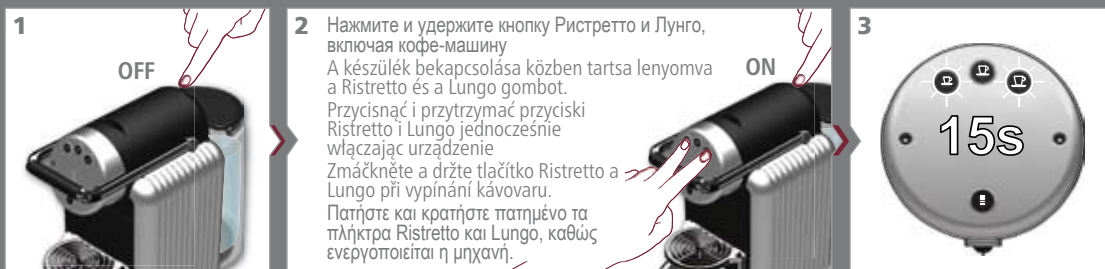 1
OFF
2
Нажмите и удержите кнопку Ристретто и Лунго,
включая кофе-машину
A készülék bekapcsolása közben tartsa lenyomva
a Ristretto és a Lungo gombot.
Przycisnąć i przytrzymać przyciski
Ristretto i Lungo jednocześnie
włączając urządzenie
Zmáčkněte a držte tlačítko Ristretto a
Lungo při vypínání kávovaru.
Πατήστε και κρατήστε πατημένο τα
πλήκτρα Ristretto και Lungo, καθώς
ενεργοποιείται η μηχανή.
ON
3
15s